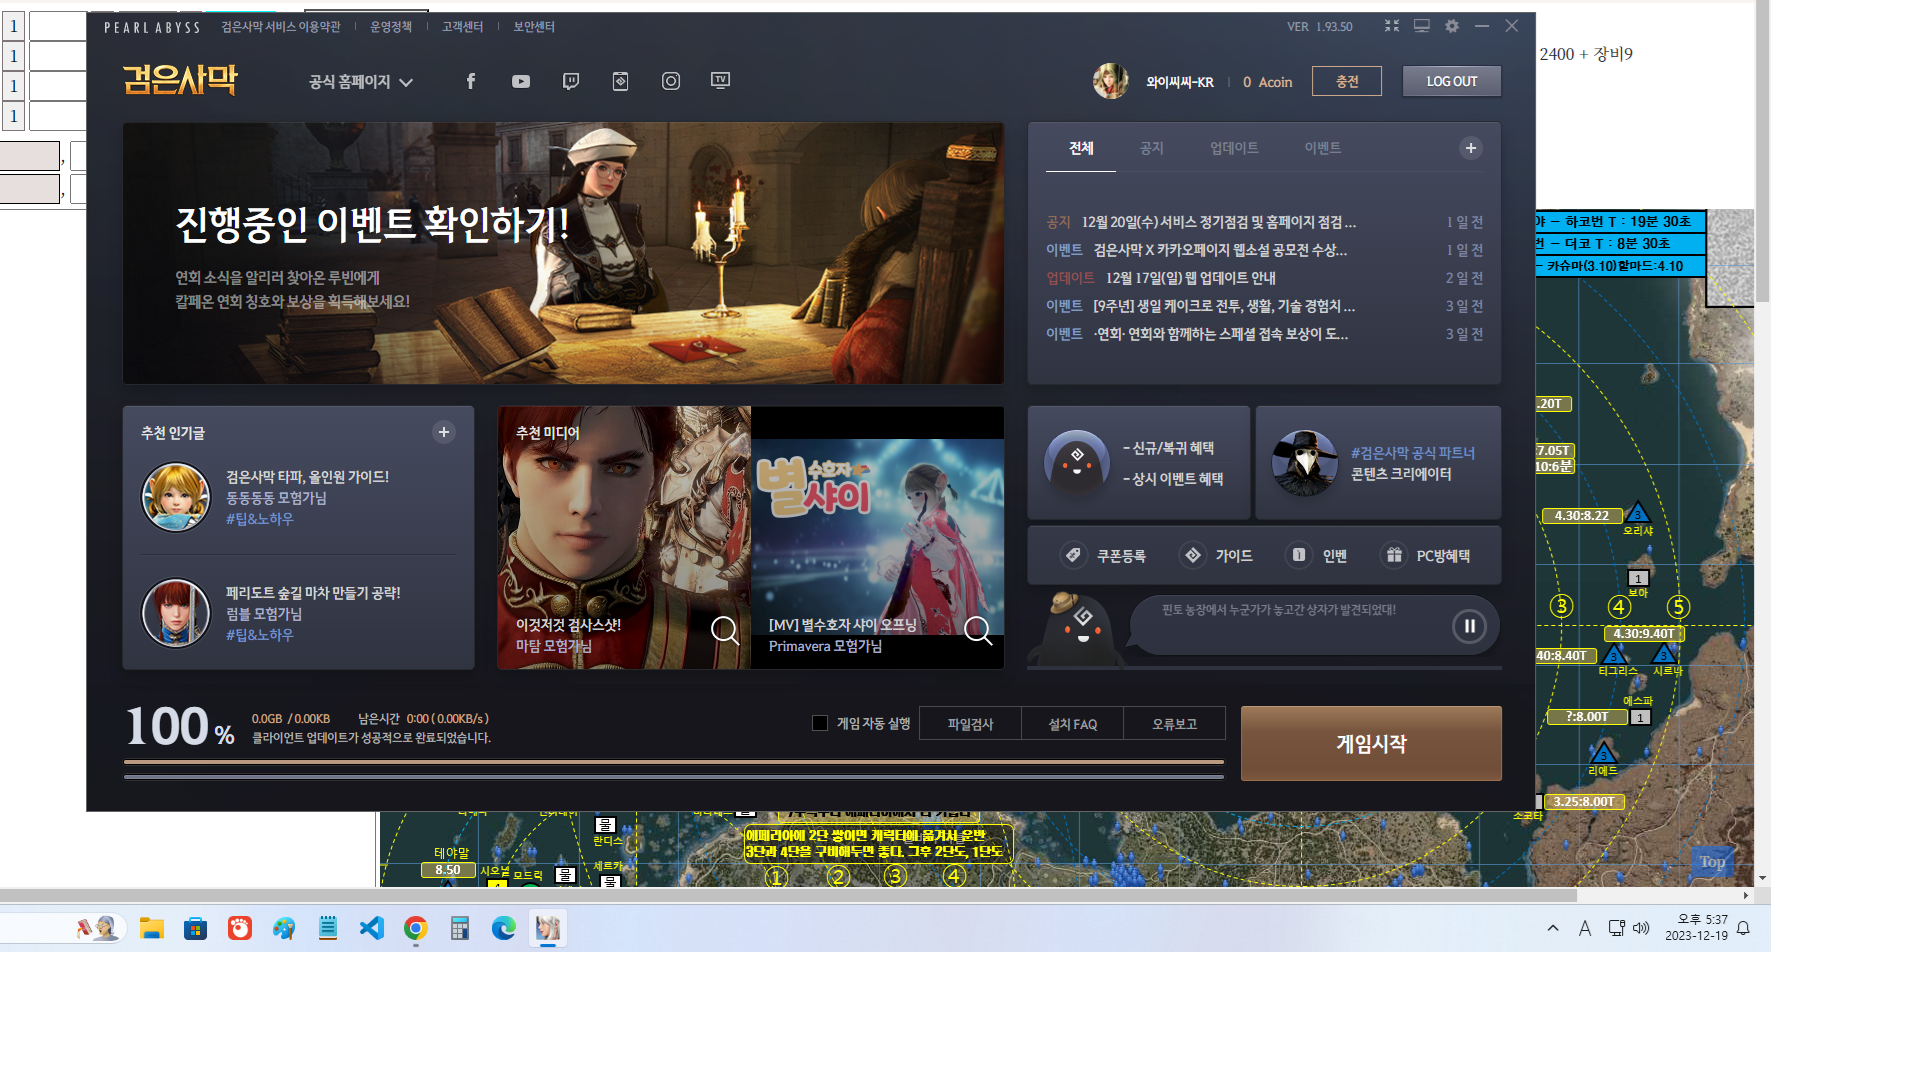 PEARL ABYSS 검은사막 서비스 이용약관 운영정책 고객센터 보안센터 VER 1.93.50
1
1
1
1
,
,
2400 + 장비9
검은사막 공식 홈페이지 와이씨씨-KR 0 Acoin 충전 LOG OUT
진행중인 이벤트 확인하기!
연회 소식을 알리러 찾아온 루빈에게
칼페온 연회 칭호와 보상을 획득해보세요!
전체 공지 업데이트 이벤트
공지 12월 20일(수) 서비스 정기점검 및 홈페이지 점검 ... 1 일 전
이벤트 검은사막 X 카카오페이지 웹소설 공모전 수상... 1 일 전
업데이트 12월 17일(일) 웹 업데이트 안내 2 일 전
이벤트 [9주년] 생일 케이크로 전투, 생활, 기술 경험치 ... 3 일 전
이벤트 ·연회· 연회와 함께하는 스페셜 접속 보상이 도... 3 일 전
추천 인기글
검은사막 타파, 올인원 가이드!
동동동동 모험가님
#팁&노하우
페리도트 숲길 마차 만들기 공략!
럼블 모험가님
#팁&노하우
추천 미디어
별수호자 샤이
이것저것 검사스샷!
마탐 모험가님
[MV] 별수호자 샤이 오프닝
Primavera 모험가님
- 신규/복귀 혜택
- 상시 이벤트 혜택
#검은사막 공식 파트너
콘텐츠 크리에이터
쿠폰등록 가이드 인벤 PC방혜택
핀토 농장에서 누군가가 놓고간 상자가 발견되었대!
100 % 0.0GB / 0.00KB 남은시간 0:00 ( 0.00KB/s )
클라이언트 업데이트가 성공적으로 완료되었습니다.
게임 자동 실행 파일검사 설치 FAQ 오류보고
게임시작
야 - 하코번 T : 19분 30초
번 - 더코 T : 8분 30초
- 카슈마(3.10)할마드:4.10
.20T
:7.05T
10:6분
4.30:8.22
3
오리샤
1
보아
③ ④ ⑤
4.30:9.40T
40:8.40T
3 3
티그리스 시르나
에스파
?:8.00T 1
3
리에드
3.25:8.00T
소코타
물
란디스
테야말
8.50
시오닐 모드릭 물
세르카
물
에페리아에 2단 쌓이면 캐릭터에 옮겨서 운반
3단과 4단을 구비해두면 좋다. 그후 2단도, 1단도
① ② ③ ④
Top
A
오후 5:37
2023-12-19